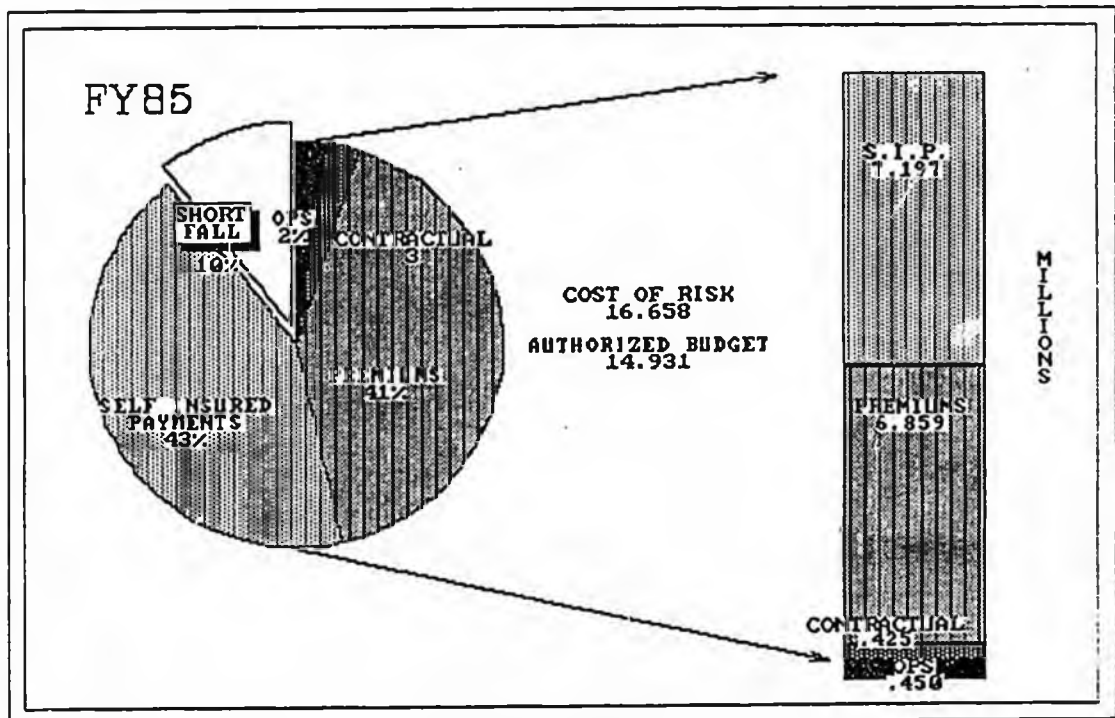 FY85
SHORT
FALL
10%
OPS
2%
CONTRACTUAL
3
PREMIUMS
41%
SELF INSURED
PAYMENTS
43%
COST OF RISK
16.658
AUTHORIZED BUDGET
14.931
S.I.P.
7.197
PREMIUMS
6.859
CONTRACTUAL
.425
OPS
.450
MILLIONS